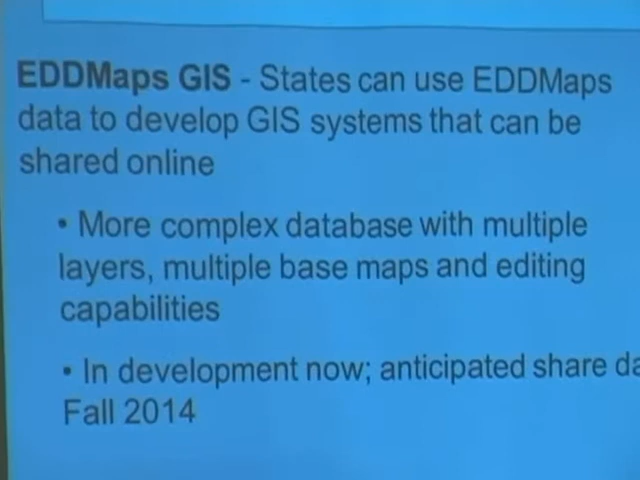 EDDMaps GIS - States can use EDDMaps
data to develop GIS systems that can be
shared online
• More complex database with multiple
layers, multiple base maps and editing
capabilities
• In development now; anticipated share
Fall 2014